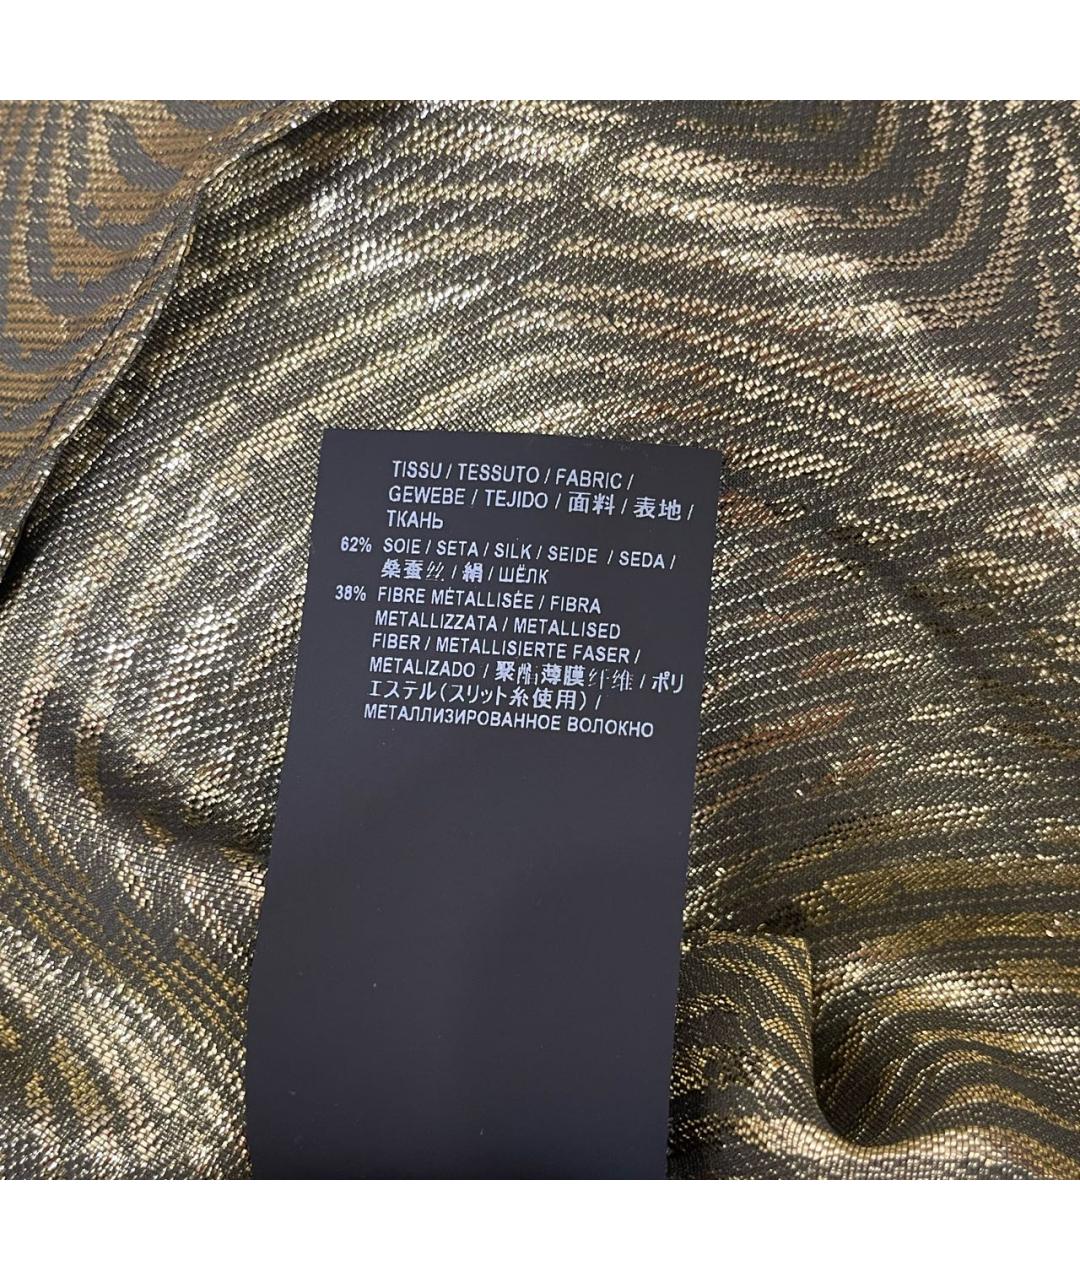 TISSU / TESSUTO / FABRIC /
GEWEBE / TEJIDO / 面料 / 表地 /
ТКАНЬ
62% SOIE / SETA / SILK / SEIDE / SEDA /
桑蚕丝 / 絹 / ШЁЛК
38% FIBRE MÉTALLISÉE / FIBRA
METALLIZZATA / METALLISED
FIBER / METALLISIERTE FASER /
METALIZADO / 聚酯薄膜纤维 / ポリ
エステル(スリット糸使用) /
МЕТАЛЛИЗИРОВАННОЕ ВОЛОКНО